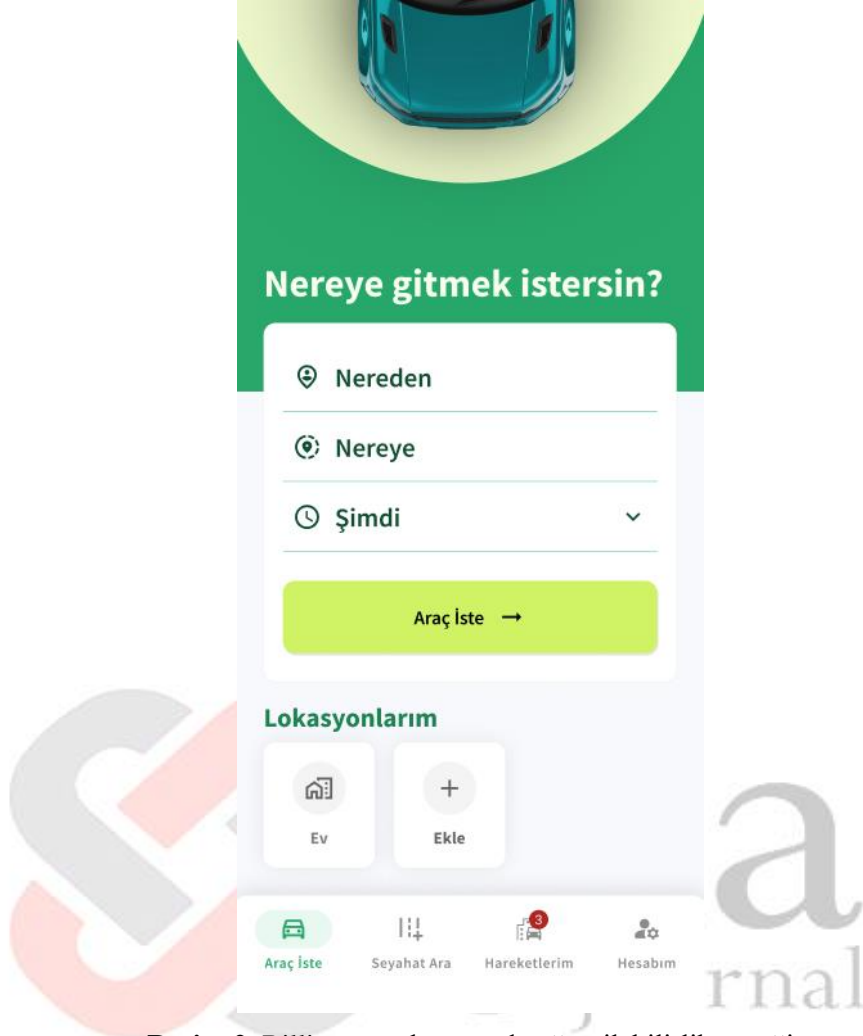 Nereye gitmek istersin?
Nereden
Nereye
Şimdi
Araç İste →
Lokasyonlarım
Ev
Ekle
3
Araç İste
Seyahat Ara
Hareketlerim
Hesabım